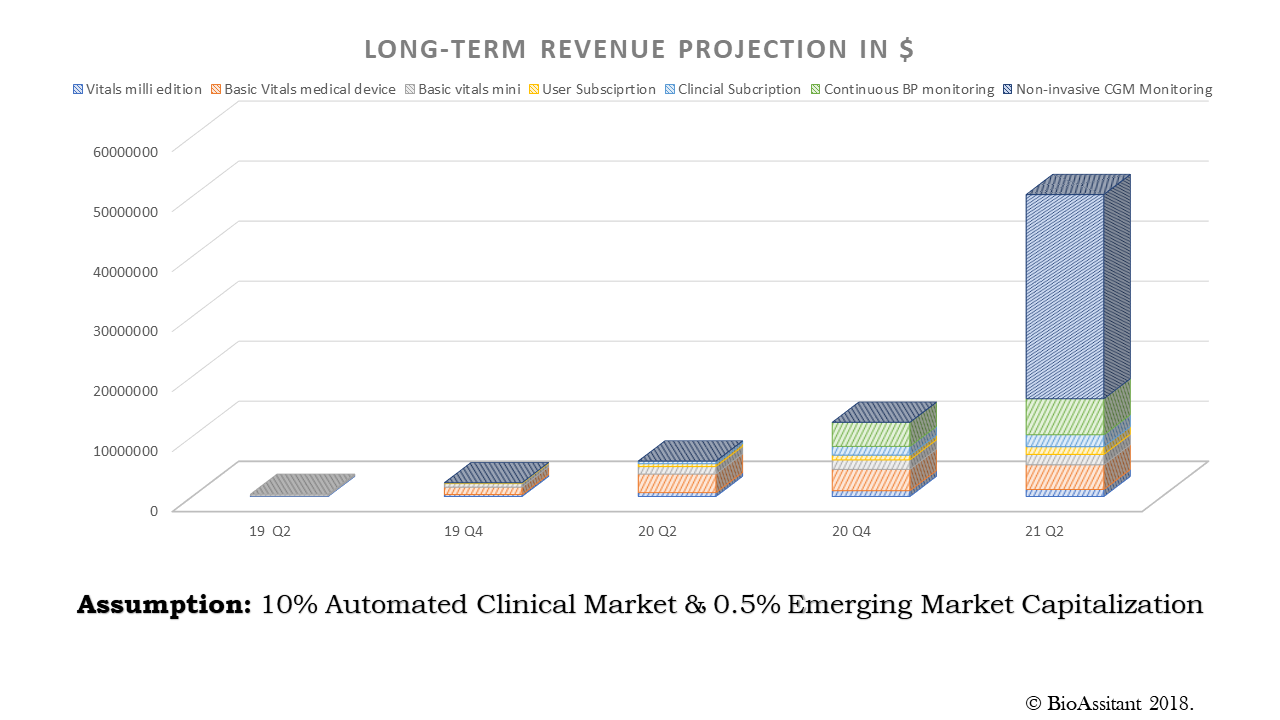 LONG-TERM REVENUE PROJECTION IN $
Vitals milli edition Basic Vitals medical device Basic vitals mini User Subsciprtion Clincial Subcription Continuous BP monitoring Non-invasive CGM Monitoring
60000000
50000000
40000000
30000000
20000000
10000000
0
19 Q2 19 Q4 20 Q2 20 Q4 21 Q2
Assumption: 10% Automated Clinical Market & 0.5% Emerging Market Capitalization
© BioAssitant 2018.